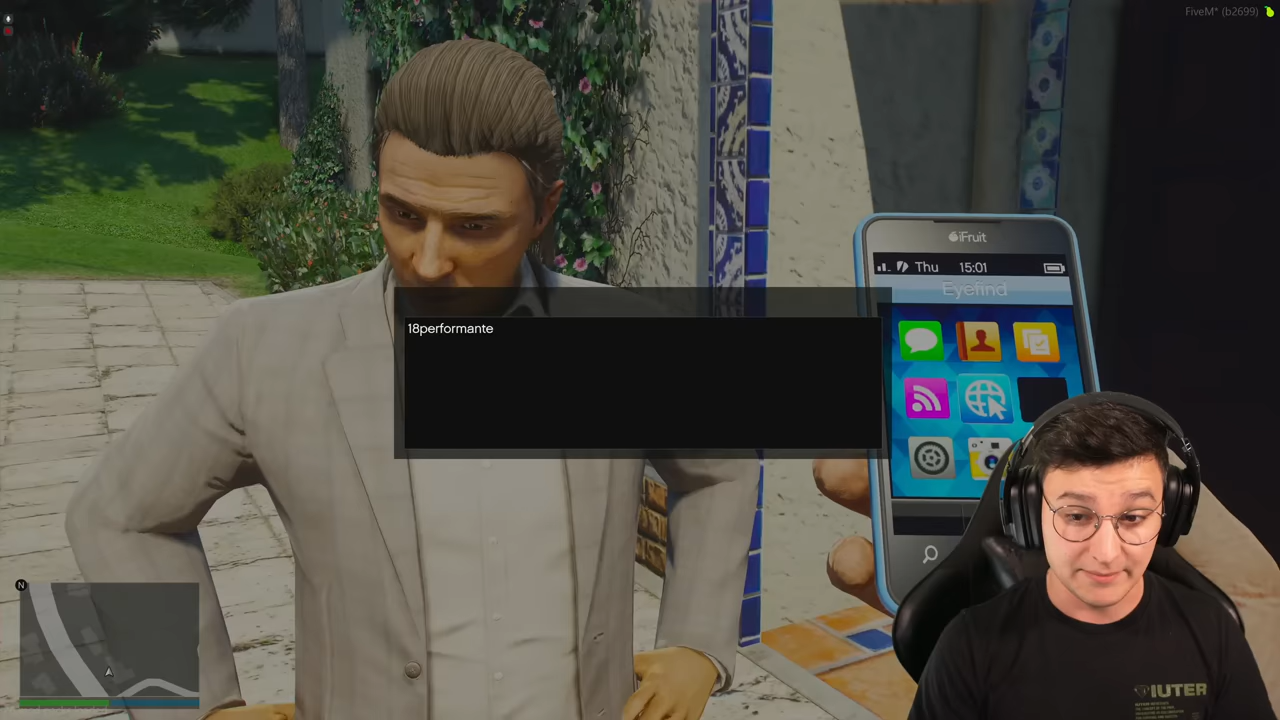 FiveM* (b2699)
iFruit
Thu 15:01
Eyefind
18performante
N
IUTER